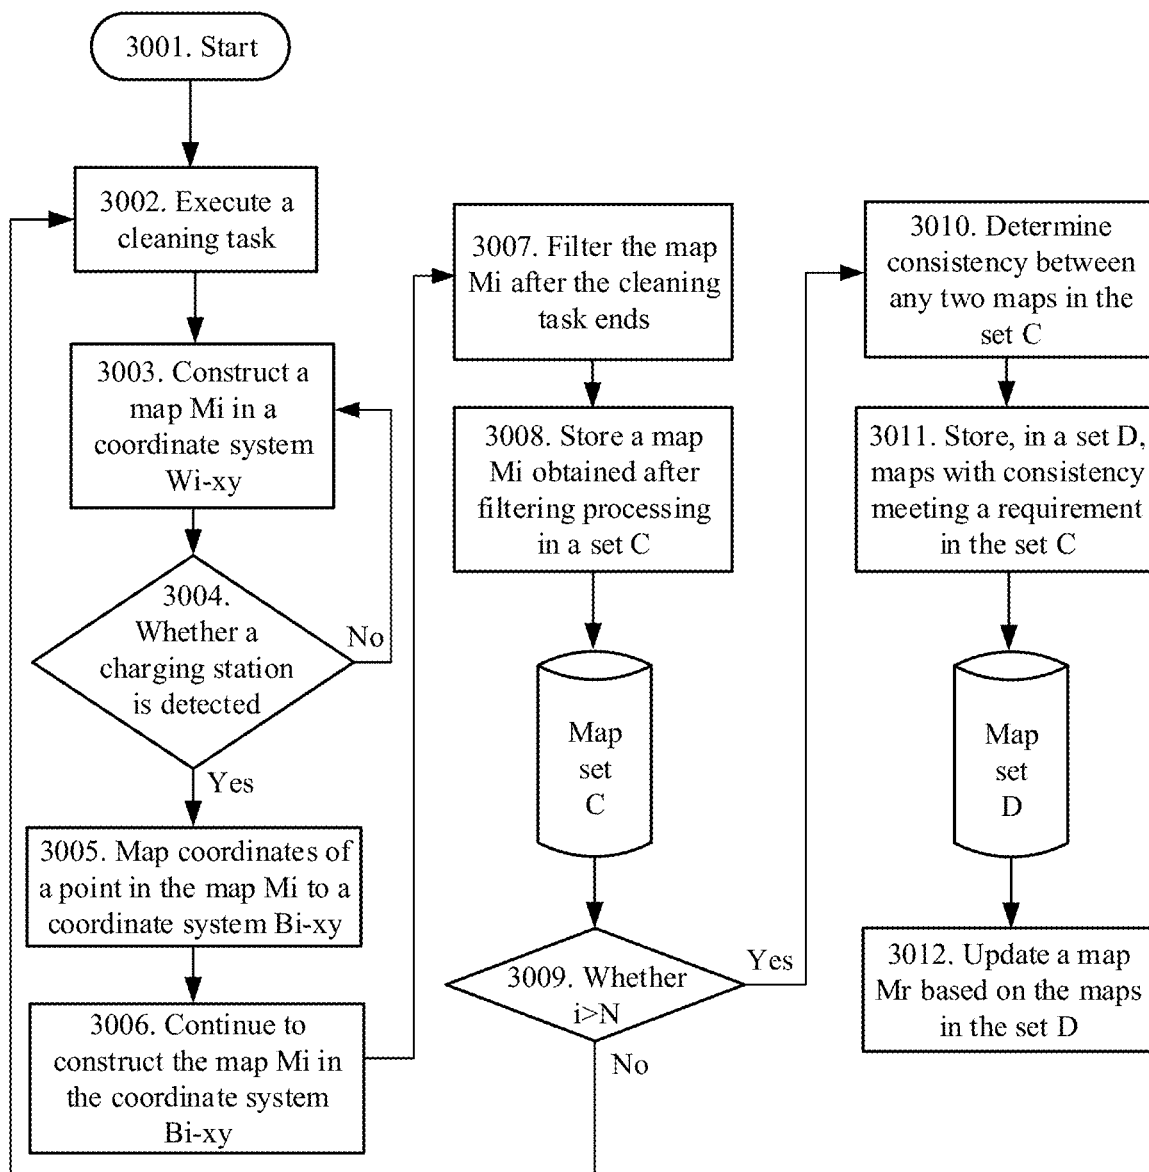 3001. Start
3002. Execute a
cleaning task
3003. Construct a
map Mi in a
coordinate system
Wi-xy
3004.
Whether a
charging station
is detected
No
Yes
3005. Map coordinates of
a point in the map Mi to a
coordinate system Bi-xy
3006. Continue to
construct the map Mi in
the coordinate system
Bi-xy
3007. Filter the map
Mi after the cleaning
task ends
3008. Store a map
Mi obtained after
filtering processing
in a set C
Map
set
C
3009. Whether
i>N
Yes
No
3010. Determine
consistency between
any two maps in the
set C
3011. Store, in a set D,
maps with consistency
meeting a requirement
in the set C
Map
set
D
3012. Update a map
Mr based on the maps
in the set D